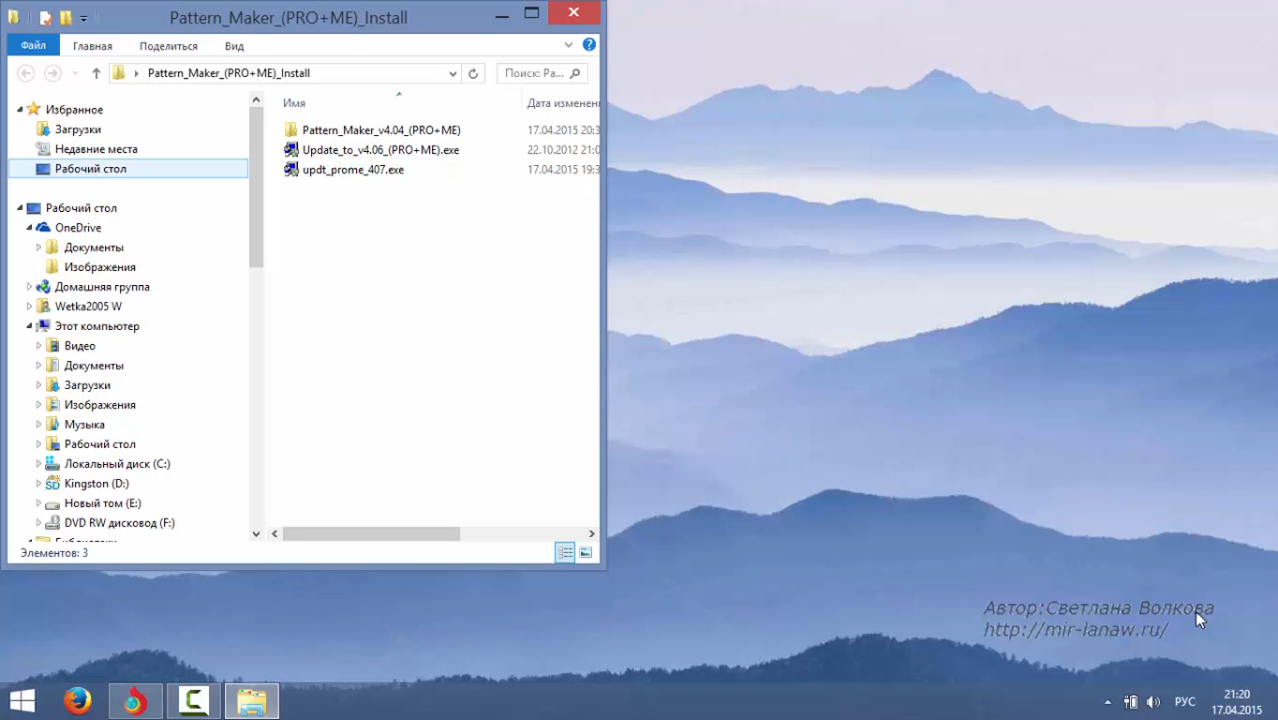 Pattern_Maker_(PRO+ME)_Install
Файл Главная Поделиться Вид
Pattern_Maker_(PRO+ME)_Install Поиск: Pa...
Имя Дата изменен
Pattern_Maker_v4.04_(PRO+ME) 17.04.2015 20:3
Update_to_v4.06_(PRO+ME).exe 22.10.2012 21:0
updt_prome_407.exe 17.04.2015 19:3
Избранное
Загрузки
Недавние места
Рабочий стол
Рабочий стол
OneDrive
Документы
Изображения
Домашняя группа
Wetka2005 W
Этот компьютер
Видео
Документы
Загрузки
Изображения
Музыка
Рабочий стол
Локальный диск (C:)
Kingston (D:)
Новый том (E:)
DVD RW дисковод (F:)
Элементов: 3
Автор:Светлана Волкова
http://mir-lanaw.ru/
РУС
21:20
17.04.2015